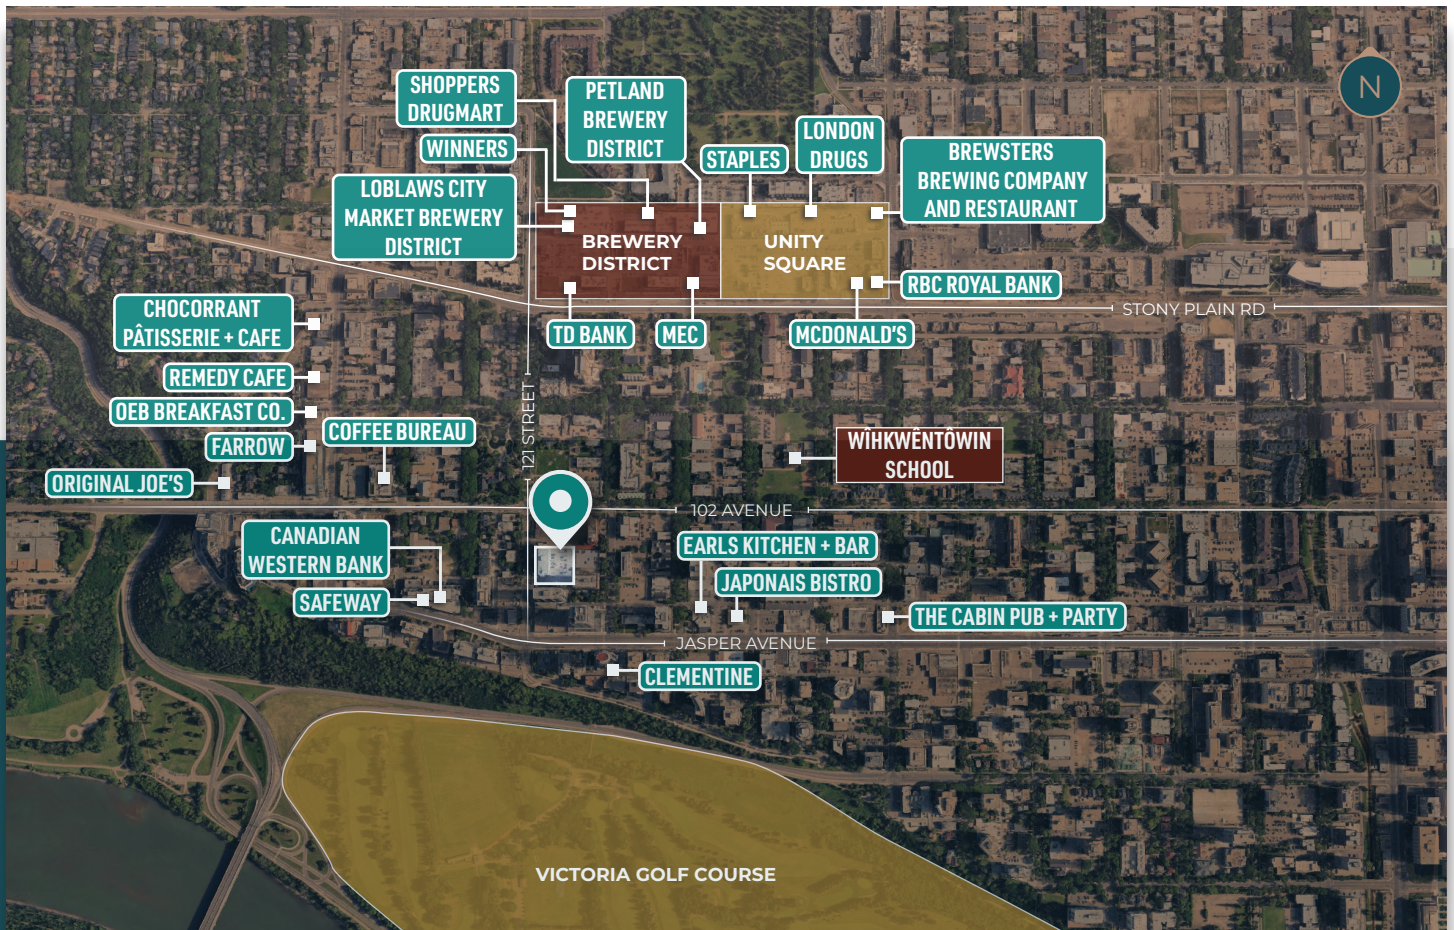 N
SHOPPERS
DRUGMART
PETLAND
BREWERY
DISTRICT
WINNERS
STAPLES
LONDON
DRUGS
BREWSTERS
BREWING COMPANY
AND RESTAURANT
LOBLAWS CITY
MARKET BREWERY
DISTRICT
BREWERY
DISTRICT
UNITY
SQUARE
RBC ROYAL BANK
STONY PLAIN RD
CHOCORRANT
PÂTISSERIE + CAFE
TD BANK
MEC
MCDONALD'S
REMEDY CAFE
OEB BREAKFAST CO.
121 STREET
FARROW
COFFEE BUREAU
WÎHKWÊNTÔWIN
SCHOOL
ORIGINAL JOE'S
102 AVENUE
CANADIAN
WESTERN BANK
EARLS KITCHEN + BAR
JAPONAIS BISTRO
SAFEWAY
THE CABIN PUB + PARTY
JASPER AVENUE
CLEMENTINE
VICTORIA GOLF COURSE